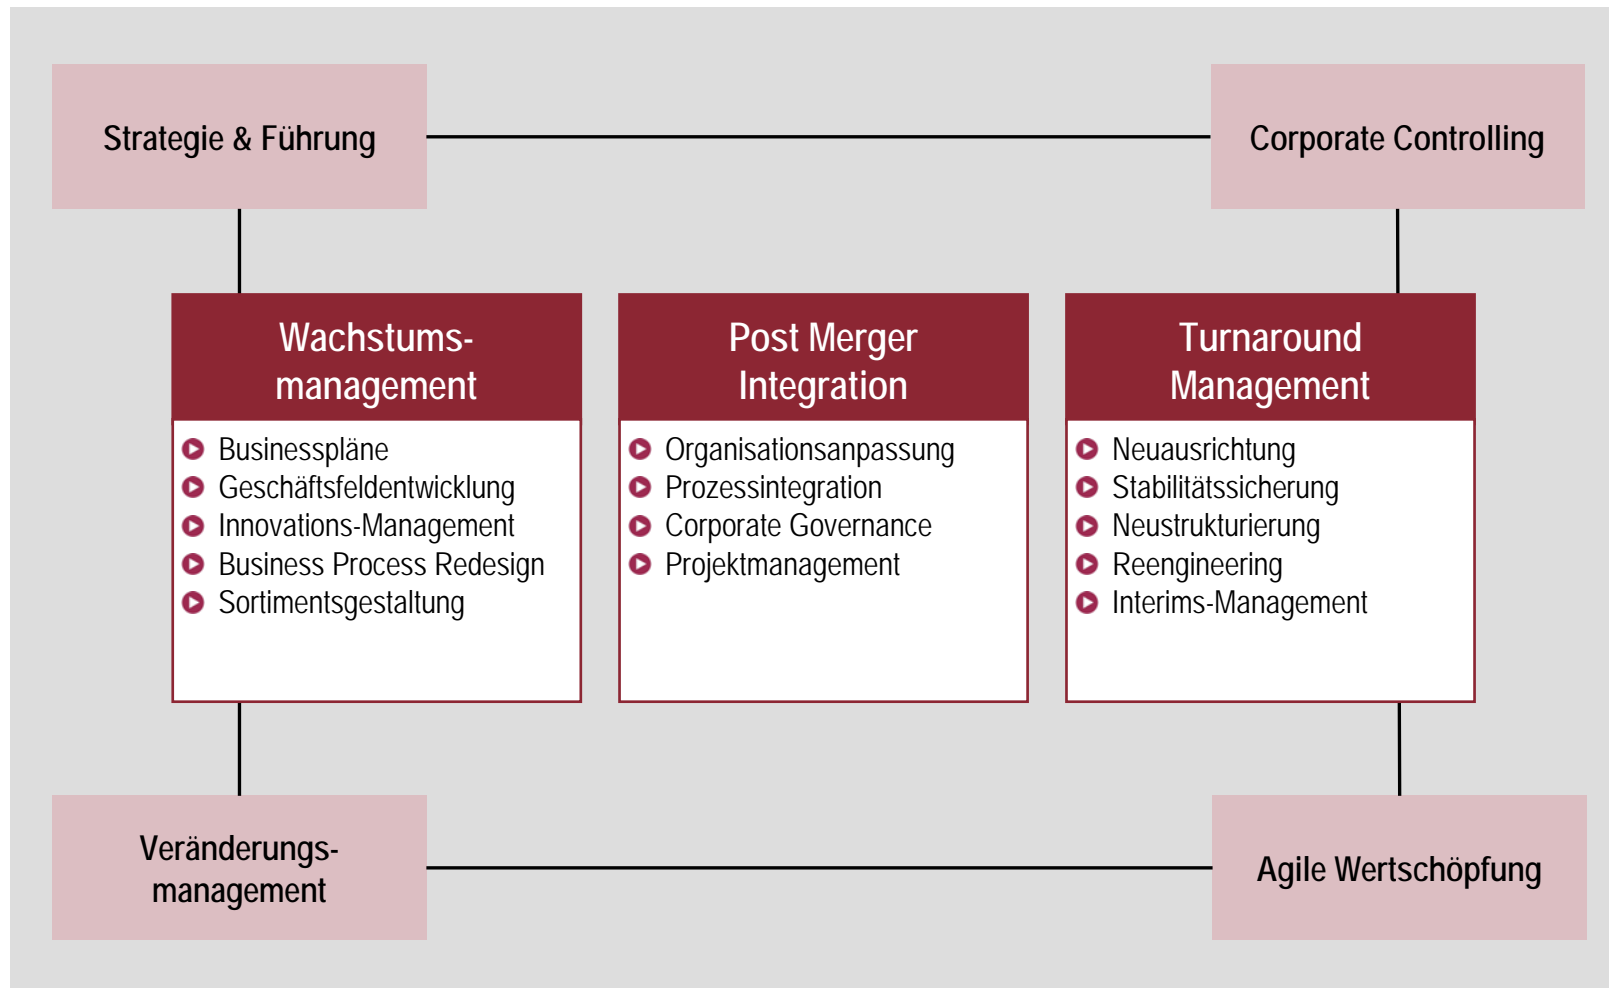 Strategie & Führung
Corporate Controlling
Wachstums-
management
Businesspläne
Geschäftsfeldentwicklung
Innovations-Management
Business Process Redesign
Sortimentsgestaltung
Post Merger
Integration
Organisationsanpassung
Prozessintegration
Corporate Governance
Projektmanagement
Turnaround
Management
Neuausrichtung
Stabilitätssicherung
Neustrukturierung
Reengineering
Interims-Management
Veränderungs-
management
Agile Wertschöpfung